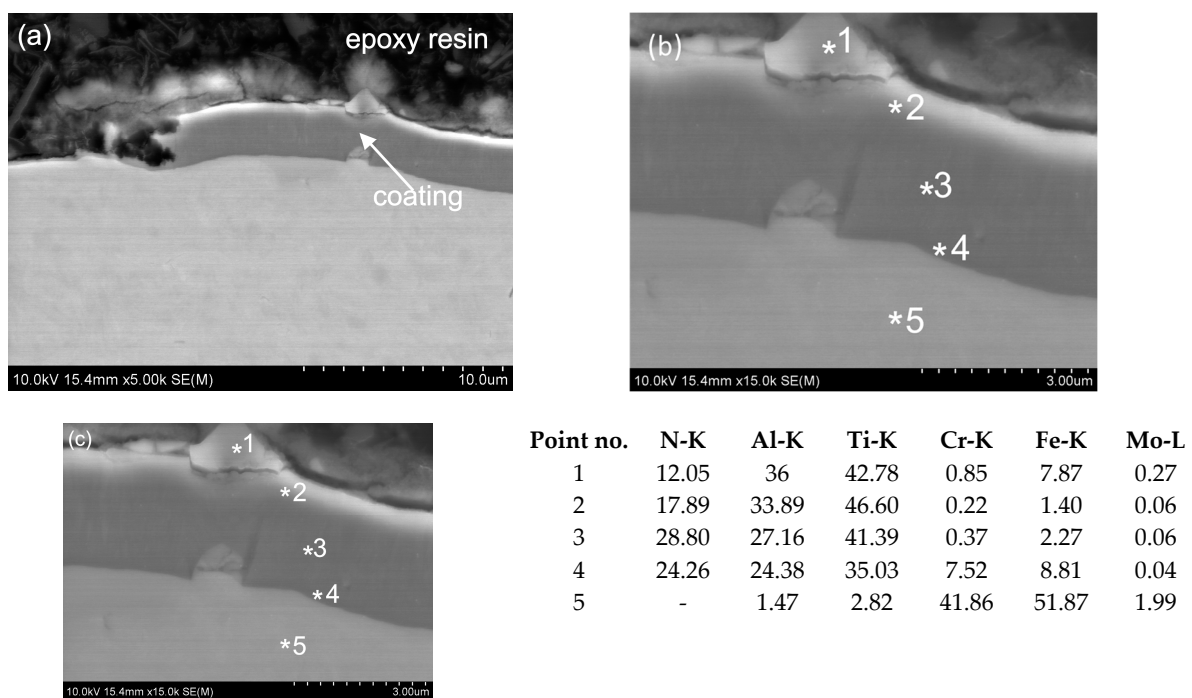 (a)
epoxy resin
coating
10.0kV 15.4mm x5.00k SE(M)
10.0um
(b)
*1
*2
*3
*4
*5
10.0kV 15.4mm x15.0k SE(M)
3.00um
(c)
*1
*2
*3
*4
*5
10.0kV 15.4mm x15.0k SE(M)
3.00um
Point no. N-K Al-K Ti-K Cr-K Fe-K Mo-L
1 12.05 36 42.78 0.85 7.87 0.27
2 17.89 33.89 46.60 0.22 1.40 0.06
3 28.80 27.16 41.39 0.37 2.27 0.06
4 24.26 24.38 35.03 7.52 8.81 0.04
5 - 1.47 2.82 41.86 51.87 1.99